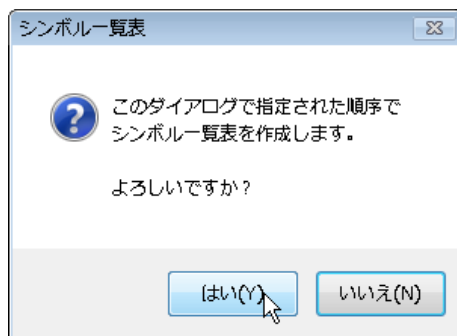 シンボル一覧表
このダイアログで指定された順序で
シンボル一覧表を作成します。
よろしいですか?
はい(Y)
いいえ(N)